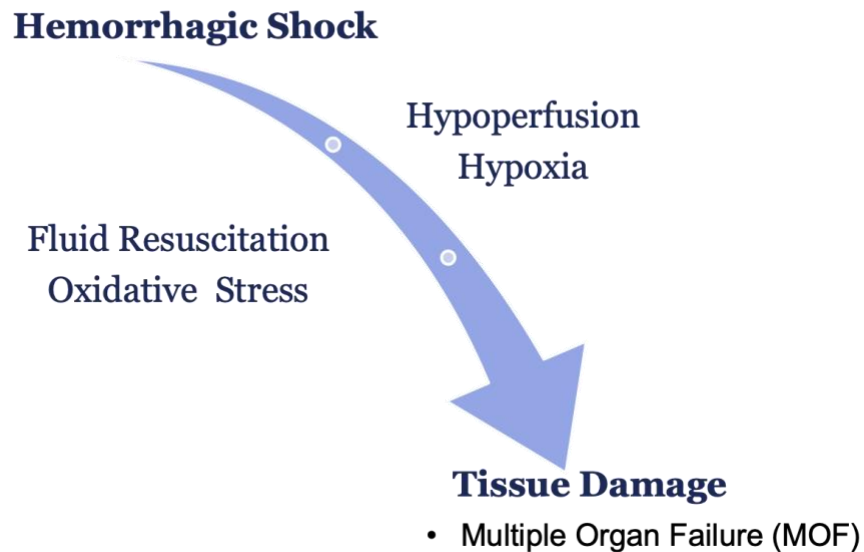 Hemorrhagic Shock
Hypoperfusion
Hypoxia
Fluid Resuscitation
Oxidative Stress
Tissue Damage
• Multiple Organ Failure (MOF)